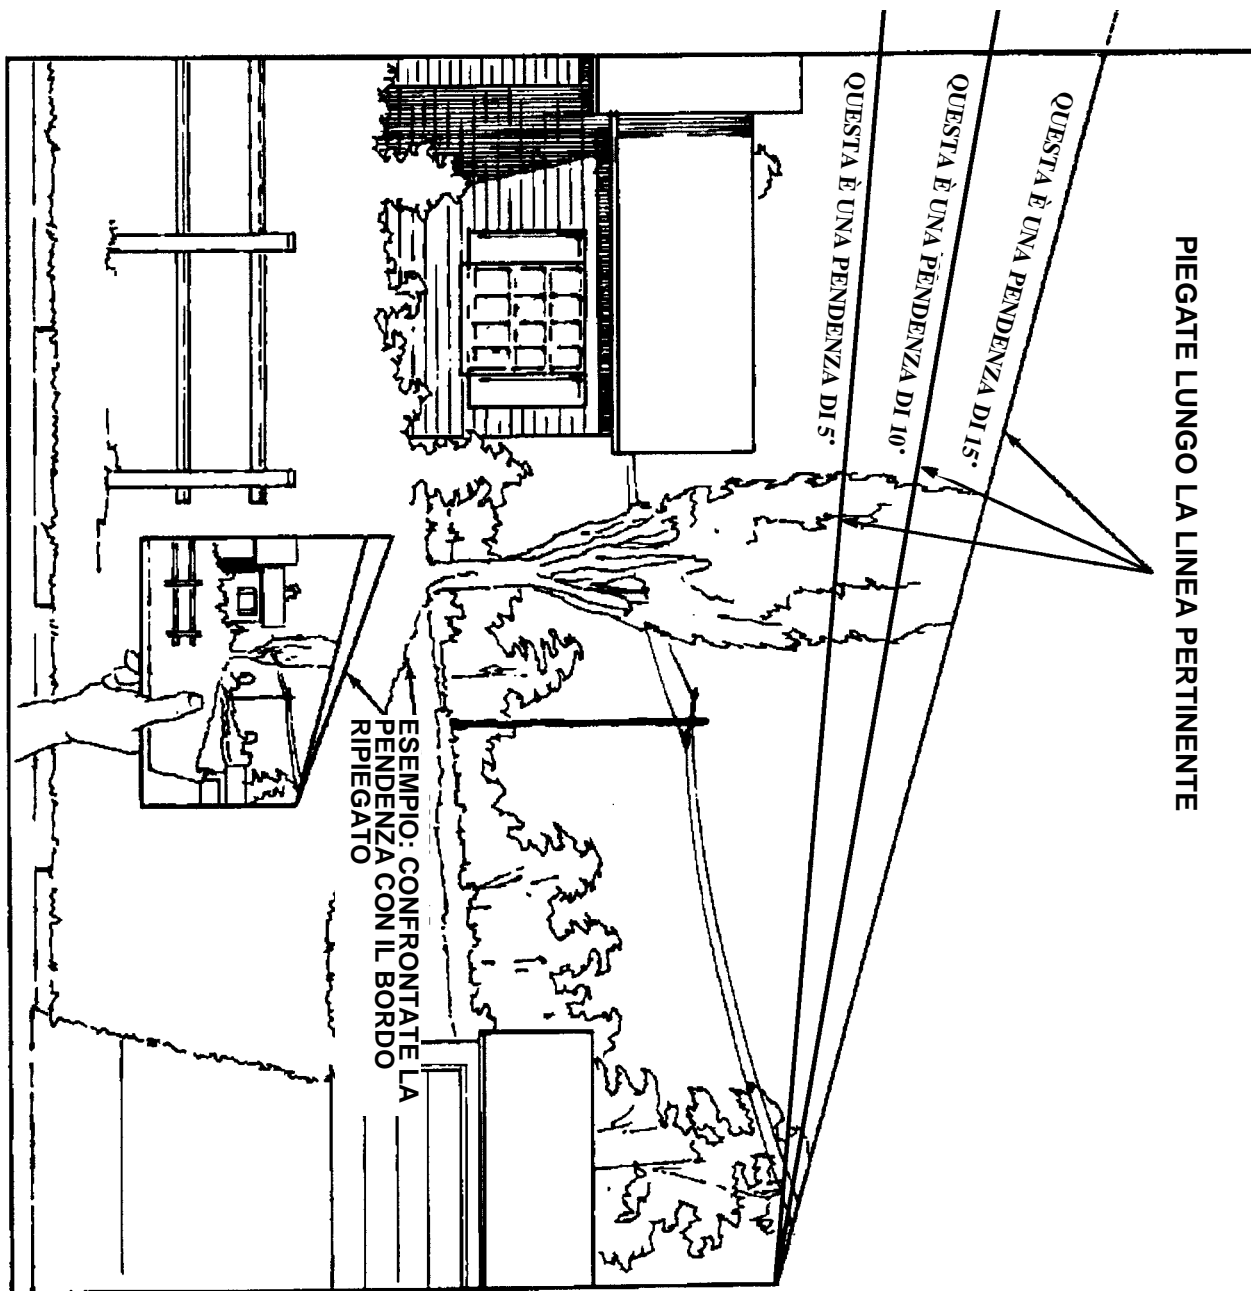 PIEGATE LUNGO LA LINEA PERTINENTE
QUESTA È UNA PENDENZA DI 15°
QUESTA È UNA PENDENZA DI 10°
QUESTA È UNA PENDENZA DI 5°
ESEMPIO: CONFRONTATE LA
PENDENZA CON IL BORDO
RIPIEGATO